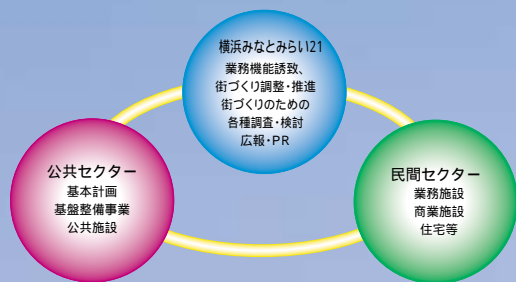 横浜みなとみらい21
業務機能誘致、
街づくり調整・推進
街づくりのための
各種調査・検討
広報・PR
公共セクター
基本計画
基盤整備事業
公共施設
民間セクター
業務施設
商業施設
住宅等